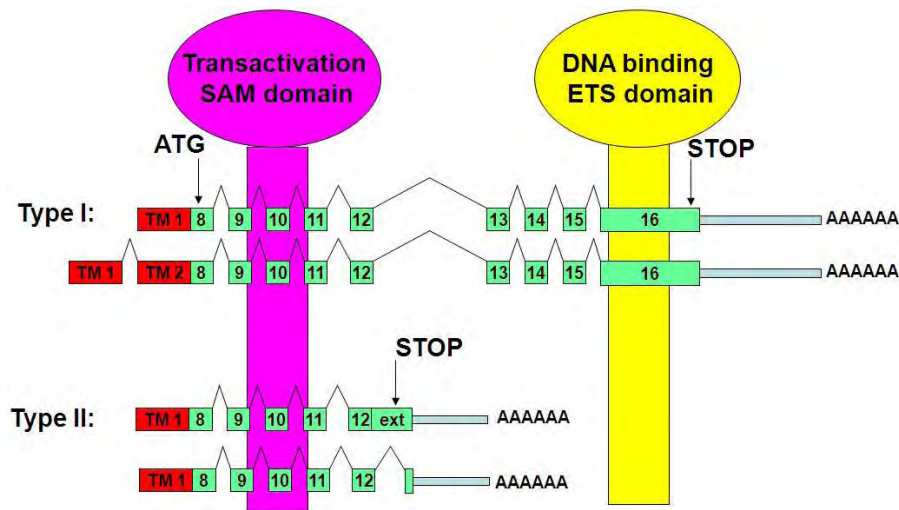 Transactivation
SAM domain
DNA binding
ETS domain
ATG
STOP
Type I:
TM 1 8 9 10 11 12 13 14 15 16 AAAAAA
TM 1 TM 2 8 9 10 11 12 13 14 15 16 AAAAAA
STOP
Type II:
TM 1 8 9 10 11 12 ext AAAAAA
TM 1 8 9 10 11 12 AAAAAA